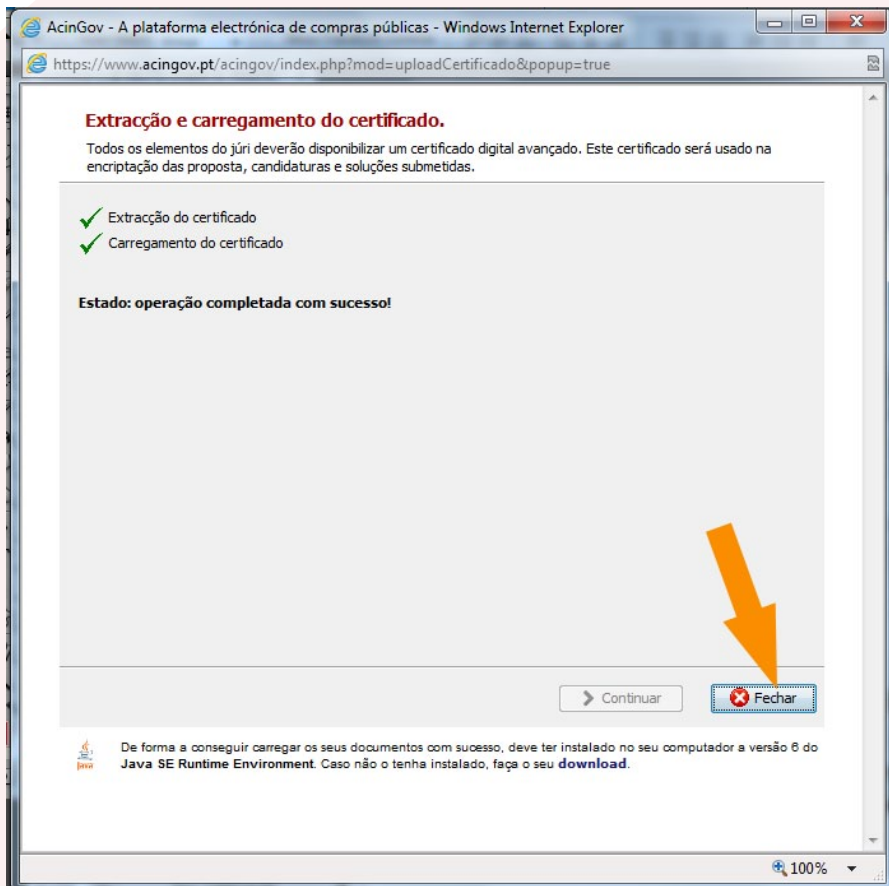 AcinGov - A plataforma electrónica de compras públicas - Windows Internet Explorer
https://www.acingov.pt/acingov/index.php?mod=uploadCertificado&popup=true
Extracção e carregamento do certificado.
Todos os elementos do júri deverão disponibilizar um certificado digital avançado. Este certificado será usado na
encriptação das proposta, candidaturas e soluções submetidas.
Extracção do certificado
Carregamento do certificado
Estado: operação completada com sucesso!
Continuar
Fechar
De forma a conseguir carregar os seus documentos com sucesso, deve ter instalado no seu computador a versão 6 do
Java SE Runtime Environment. Caso não o tenha instalado, faça o seu download.
Java
100%